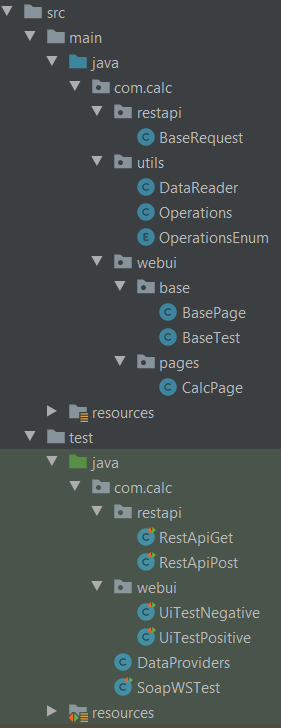 src
main
java
com.calc
restapi
C BaseRequest
utils
C DataReader
C Operations
E OperationsEnum
webui
base
C BasePage
C BaseTest
pages
C CalcPage
resources
test
java
com.calc
restapi
C RestApiGet
C RestApiPost
webui
C UiTestNegative
C UiTestPositive
C DataProviders
C SoapWSTest
resources